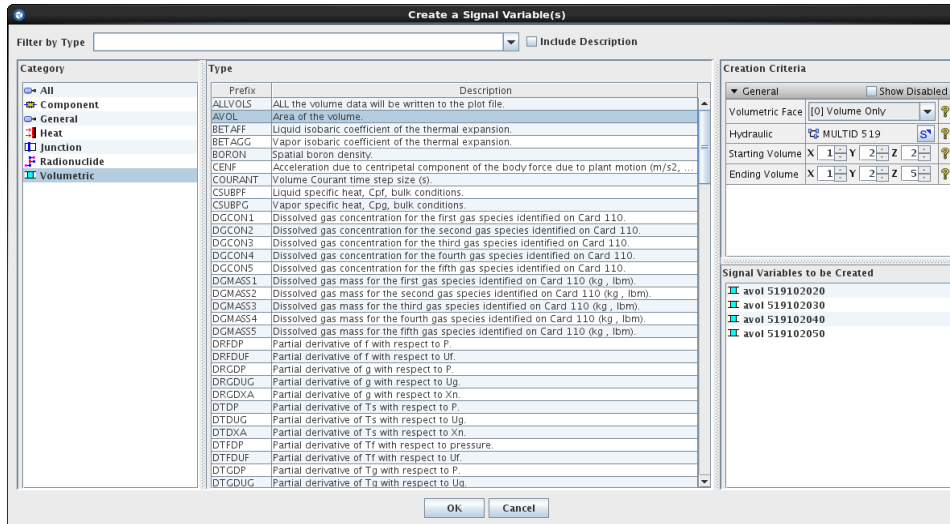 Create a Signal Variable(s)
Filter by Type
Include Description
Category
All
Component
General
Heat
Junction
Radionuclide
Volumetric
Type
Prefix Description
ALLVOLS ALL the volume data will be written to the plot file.
AVOL Area of the volume.
BETAFF Liquid isobaric coefficient of the thermal expansion.
BETAGG Vapor isobaric coefficient of the thermal expansion.
BORON Spatial boron density.
CENF Acceleration due to centripetal component of the body force due to plant motion (m/s2, ...
COURANT Volume Courant time step size (s).
CSUBPF Liquid specific heat, Cpf, bulk conditions.
CSUBPG Vapor specific heat, Cpg, bulk conditions.
DGCON1 Dissolved gas concentration for the first gas species identified on Card 110.
DGCON2 Dissolved gas concentration for the second gas species identified on Card 110.
DGCON3 Dissolved gas concentration for the third gas species identified on Card 110.
DGCON4 Dissolved gas concentration for the fourth gas species identified on Card 110.
DGCON5 Dissolved gas concentration for the fifth gas species identified on Card 110.
DGMASS1 Dissolved gas mass for the first gas species identified on Card 110 (kg , lbm).
DGMASS2 Dissolved gas mass for the second gas species identified on Card 110 (kg , lbm).
DGMASS3 Dissolved gas mass for the third gas species identified on Card 110 (kg , lbm).
DGMASS4 Dissolved gas mass for the fourth gas species identified on Card 110 (kg , lbm).
DGMASS5 Dissolved gas mass for the fifth gas species identified on Card 110 (kg , lbm).
DRFDP Partial derivative of f with respect to P.
DRFDUF Partial derivative of f with respect to Uf.
DRGDP Partial derivative of g with respect to P.
DRGDUG Partial derivative of g with respect to Ug.
DRGDXA Partial derivative of g with respect to Xn.
DTDP Partial derivative of Ts with respect to P.
DTDUG Partial derivative of Ts with respect to Ug.
DTDXA Partial derivative of Ts with respect to Xn.
DTFDP Partial derivative of Tf with respect to pressure.
DTFDUF Partial derivative of Tf with respect to Uf.
DTGDP Partial derivative of Tg with respect to P.
DTGDUG Partial derivative of Tg with respect to Ug.
Creation Criteria
General Show Disabled
Volumetric Face [0] Volume Only ?
Hydraulic MULTID 519 S ?
Starting Volume X 1 Y 2 Z 2 ?
Ending Volume X 1 Y 2 Z 5 ?
Signal Variables to be Created
avol 519102020
avol 519102030
avol 519102040
avol 519102050
OK Cancel